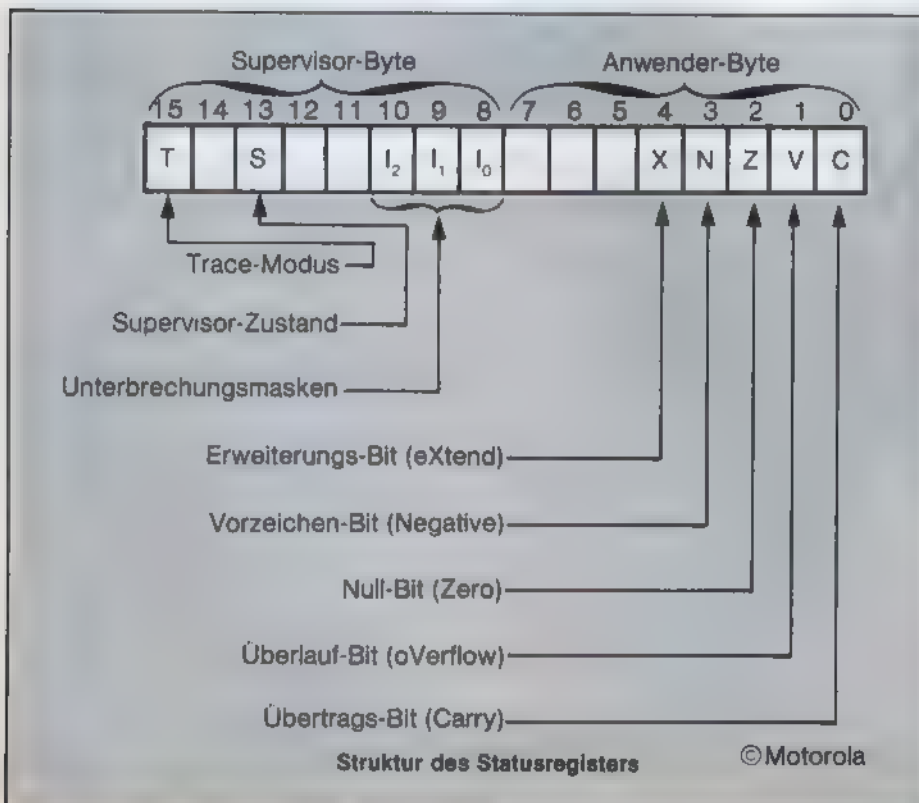 Supervisor-Byte Anwender-Byte
15 14 13 12 11 10 9 8 7 6 5 4 3 2 1 0
T S I₂ I₁ I₀ X N Z V C
Trace-Modus
Supervisor-Zustand
Unterbrechungsmasken
Erweiterungs-Bit (eXtend)
Vorzeichen-Bit (Negative)
Null-Bit (Zero)
Überlauf-Bit (oVerflow)
Übertrags-Bit (Carry)
Struktur des Statusregisters ©Motorola